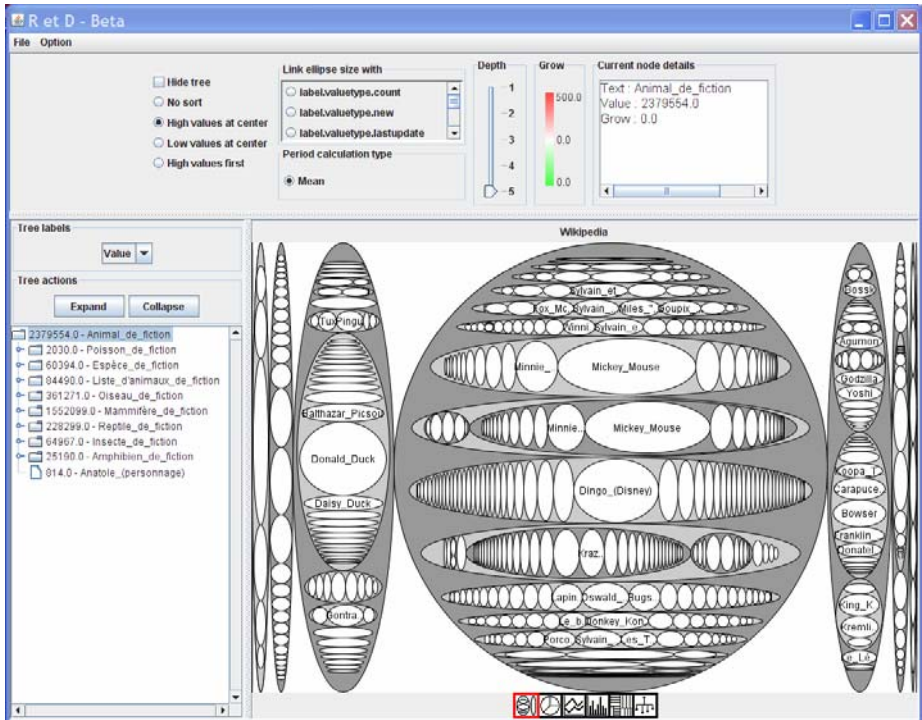 R et D - Beta
File Option
Hide tree
No sort
High values at center
Low values at center
High values first
Link ellipse size with
label.valuetype.count
label.valuetype.new
label.valuetype.lastupdate
Period calculation type
Mean
Depth
1
2
3
4
5
Grow
500.0
0.0
0.0
Current node details
Text : Animal_de_fiction
Value : 2379554.0
Grow : 0.0
Tree labels
Value
Tree actions
Expand Collapse
2379554.0 - Animal_de_fiction
2030.0 - Poisson_de_fiction
60394.0 - Espèce_de_fiction
84490.0 - Liste_d'animaux_de_fiction
361271.0 - Oiseau_de_fiction
1552099.0 - Mammifère_de_fiction
228299.0 - Reptile_de_fiction
64967.0 - Insecte_de_fiction
25190.0 - Amphibien_de_fiction
814.0 - Anatole_(personnage)
Wikipedia
Tux Pingu
Balthazar_Picsou
Donald_Duck
Daisy_Duck
Gontra..
Sylvain_et
Fox_Mc. Sylvain_.. Miles_". Goupix_.
Winni Sylvain_e
Minnie_ Mickey_Mouse
Minnie.. Mickey_Mouse
Dingo_(Disney)
Kraz..
Lapin. Oswald_. Bugs..
Le_b. Donkey_Kon
Porco. Sylvain_. Les_T.
Bossk
Agumon
Godzilla
Yoshi
Koopa_T.
Carapuce.
Bowser
Franklin_
Donatel.
King_K
Kremli.